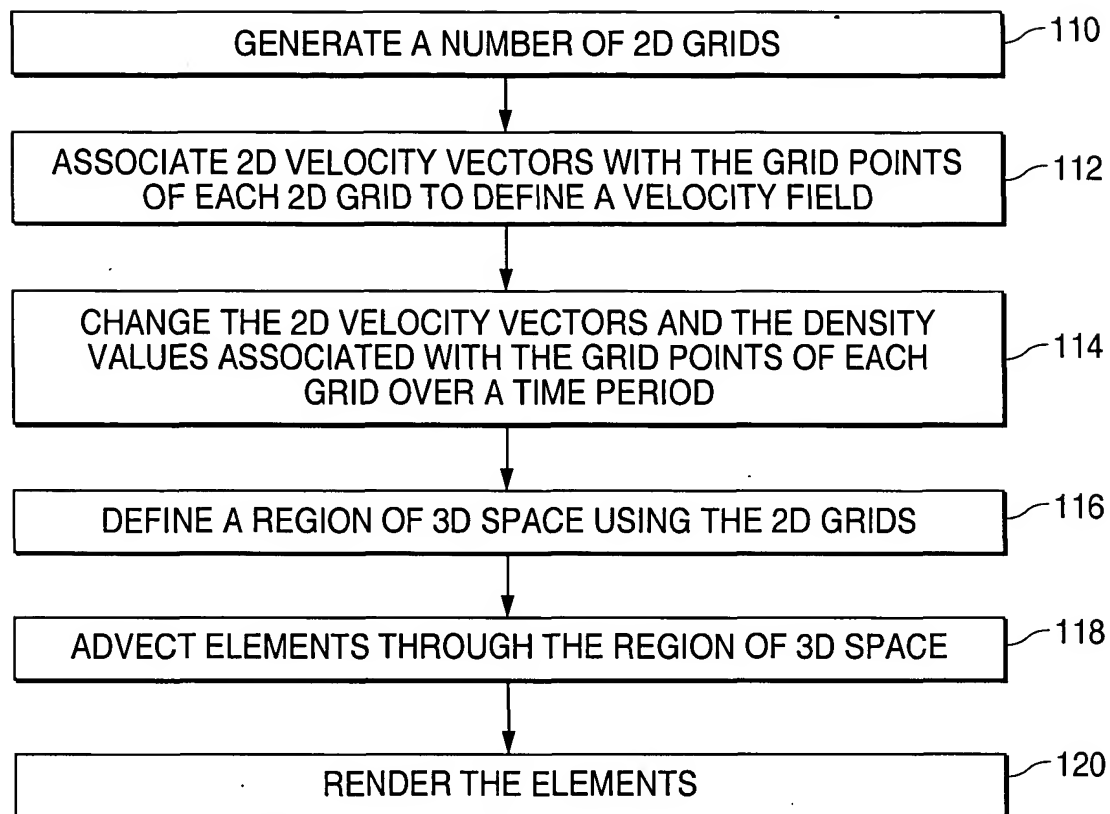 GENERATE A NUMBER OF 2D GRIDS
110
ASSOCIATE 2D VELOCITY VECTORS WITH THE GRID POINTS
OF EACH 2D GRID TO DEFINE A VELOCITY FIELD
112
CHANGE THE 2D VELOCITY VECTORS AND THE DENSITY
VALUES ASSOCIATED WITH THE GRID POINTS OF EACH
GRID OVER A TIME PERIOD
114
DEFINE A REGION OF 3D SPACE USING THE 2D GRIDS
116
ADVECT ELEMENTS THROUGH THE REGION OF 3D SPACE
118
RENDER THE ELEMENTS
120